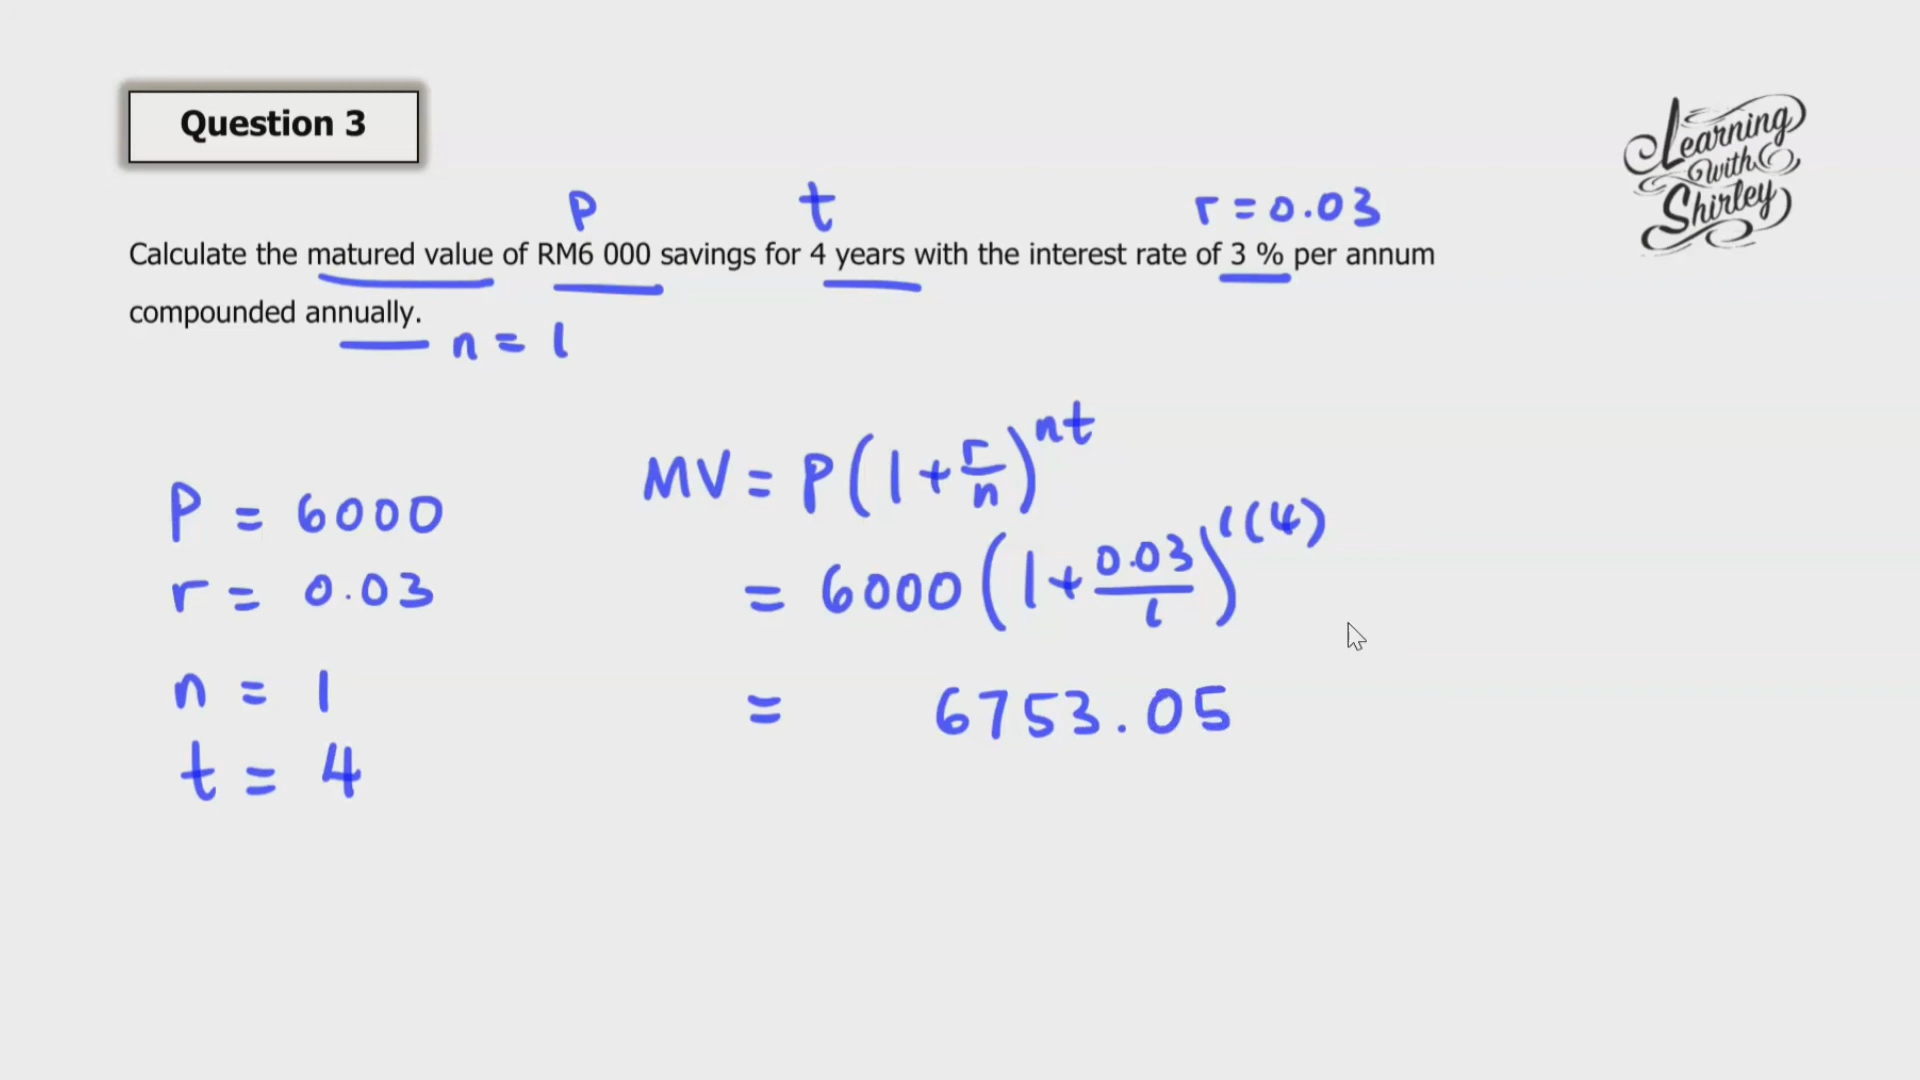 Question 3
Learning
with
Shirley
P t r = 0.03
Calculate the matured value of RM6 000 savings for 4 years with the interest rate of 3 % per annum
compounded annually.
n = 1
MV = P(1+r/n)^nt
P = 6000
= 6000(1+0.03/1)^1(4)
r = 0.03
n = 1
= 6753.05
t = 4